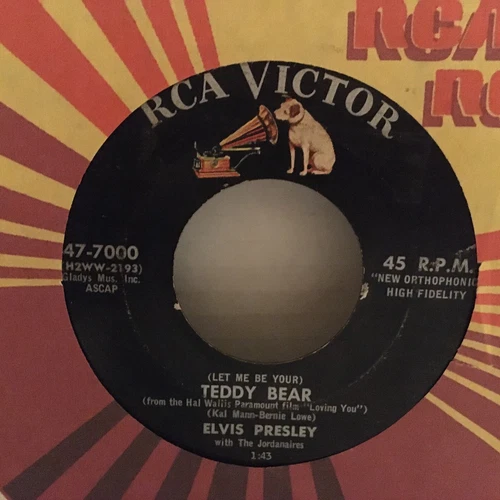 RCA
RCA VICTOR
47-7000
(H2WW-2193)
Gladys Mus. Inc.
ASCAP
45 R.P.M.
"NEW ORTHOPHONIC"
HIGH FIDELITY
(LET ME BE YOUR)
TEDDY BEAR
(from the Hal Wallis Paramount film "Loving You")
(Kal Mann-Bernie Lowe)
ELVIS PRESLEY
with The Jordanaires
1:43